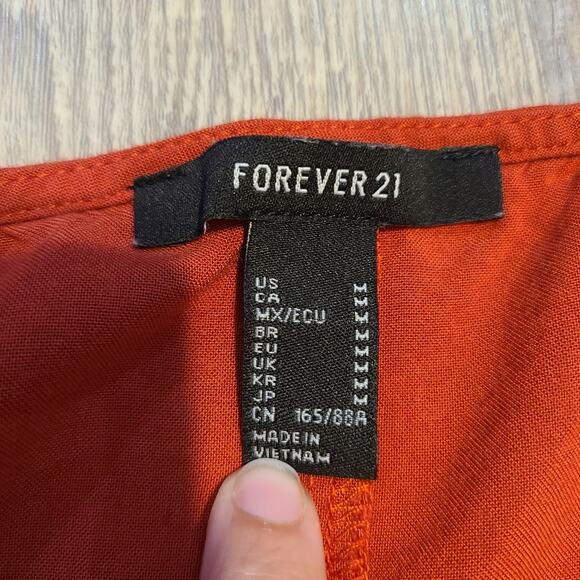 FOREVER 21
US M
CA M
MX/ECU M
BR M
EU M
UK M
KR M
JP M
CN 165/88A
MADE IN
VIETNAM